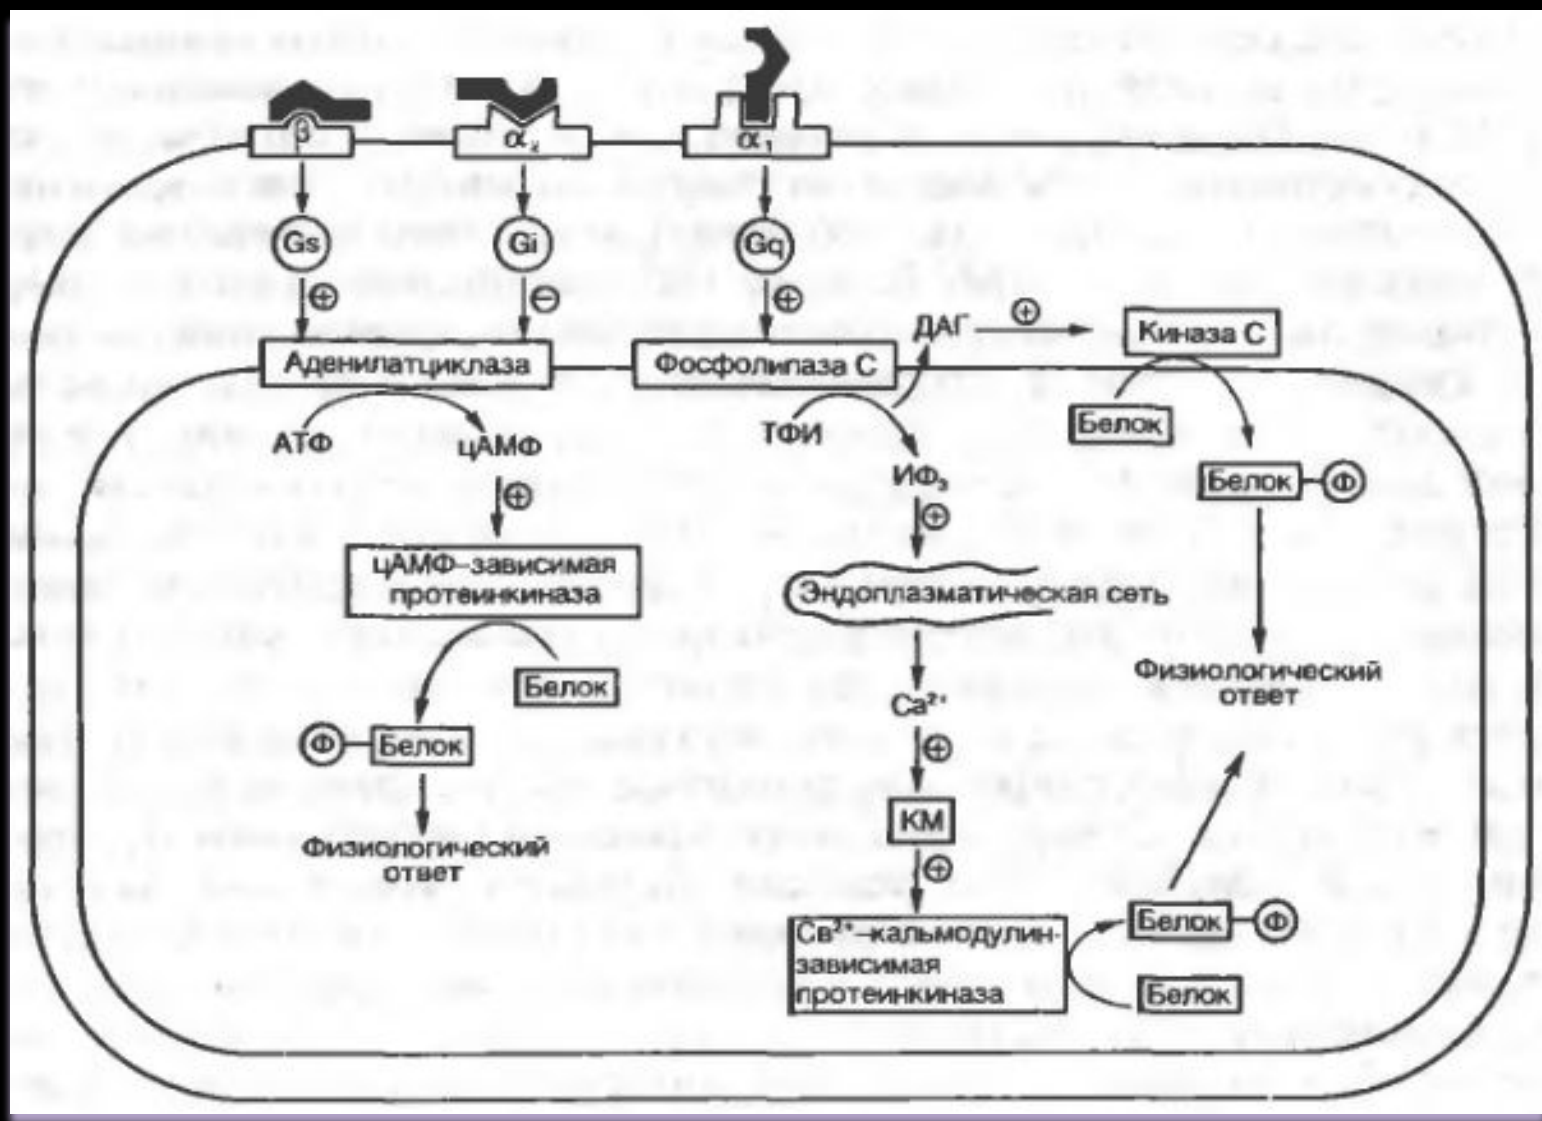 β
α₂
α₁
Gs
Gi
Gq
⊕
⊖
⊕
ДАГ
⊕
Киназа С
Аденилатциклаза
Фосфолипаза С
Белок
АТФ
цАМФ
ТФИ
ИФ₃
Белок
Ф
⊕
⊕
цАМФ–зависимая
протеинкиназа
Эндоплазматическая сеть
Белок
Ca²⁺
Физиологический
ответ
Ф
Белок
⊕
КМ
Физиологический
ответ
⊕
Св²⁺–кальмодулин-
зависимая
протеинкиназа
Белок
Ф
Белок